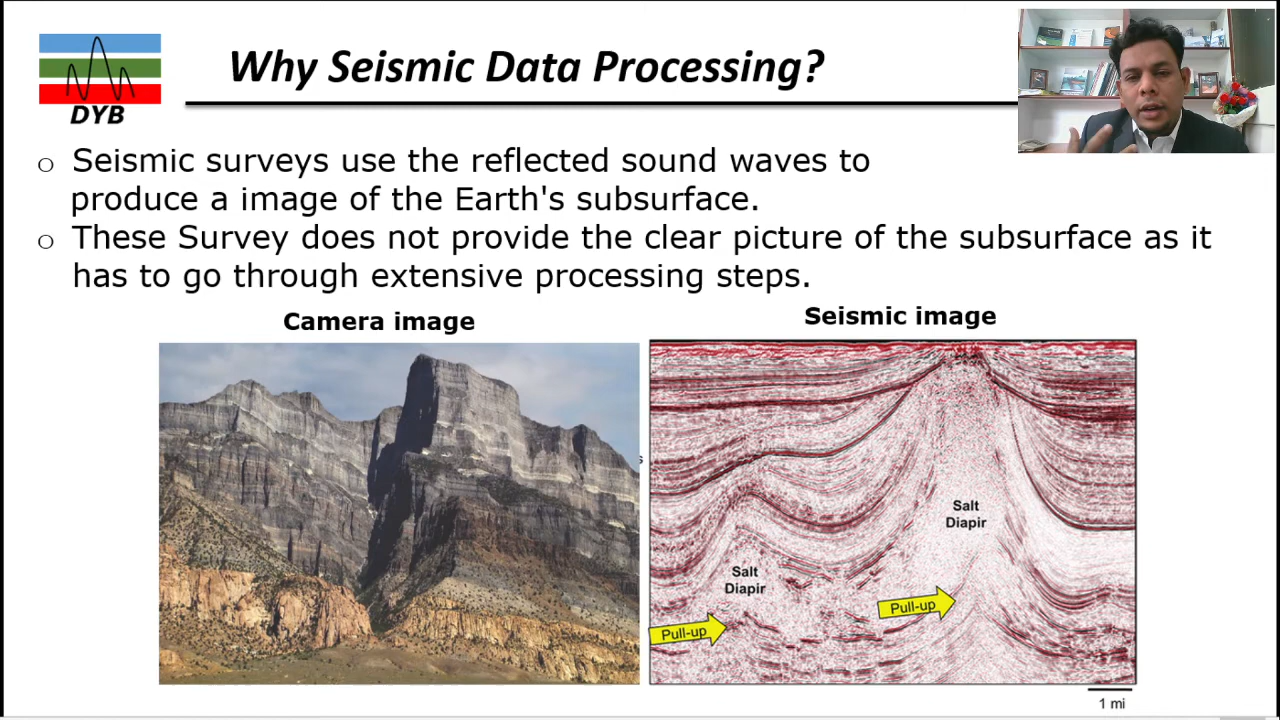 Why Seismic Data Processing?
DYB
o Seismic surveys use the reflected sound waves to
produce a image of the Earth's subsurface.
o These Survey does not provide the clear picture of the subsurface as it
has to go through extensive processing steps.
Camera image
Seismic image
s
Salt
Diapir
Salt
Diapir
Pull-up
Pull-up
1 mi